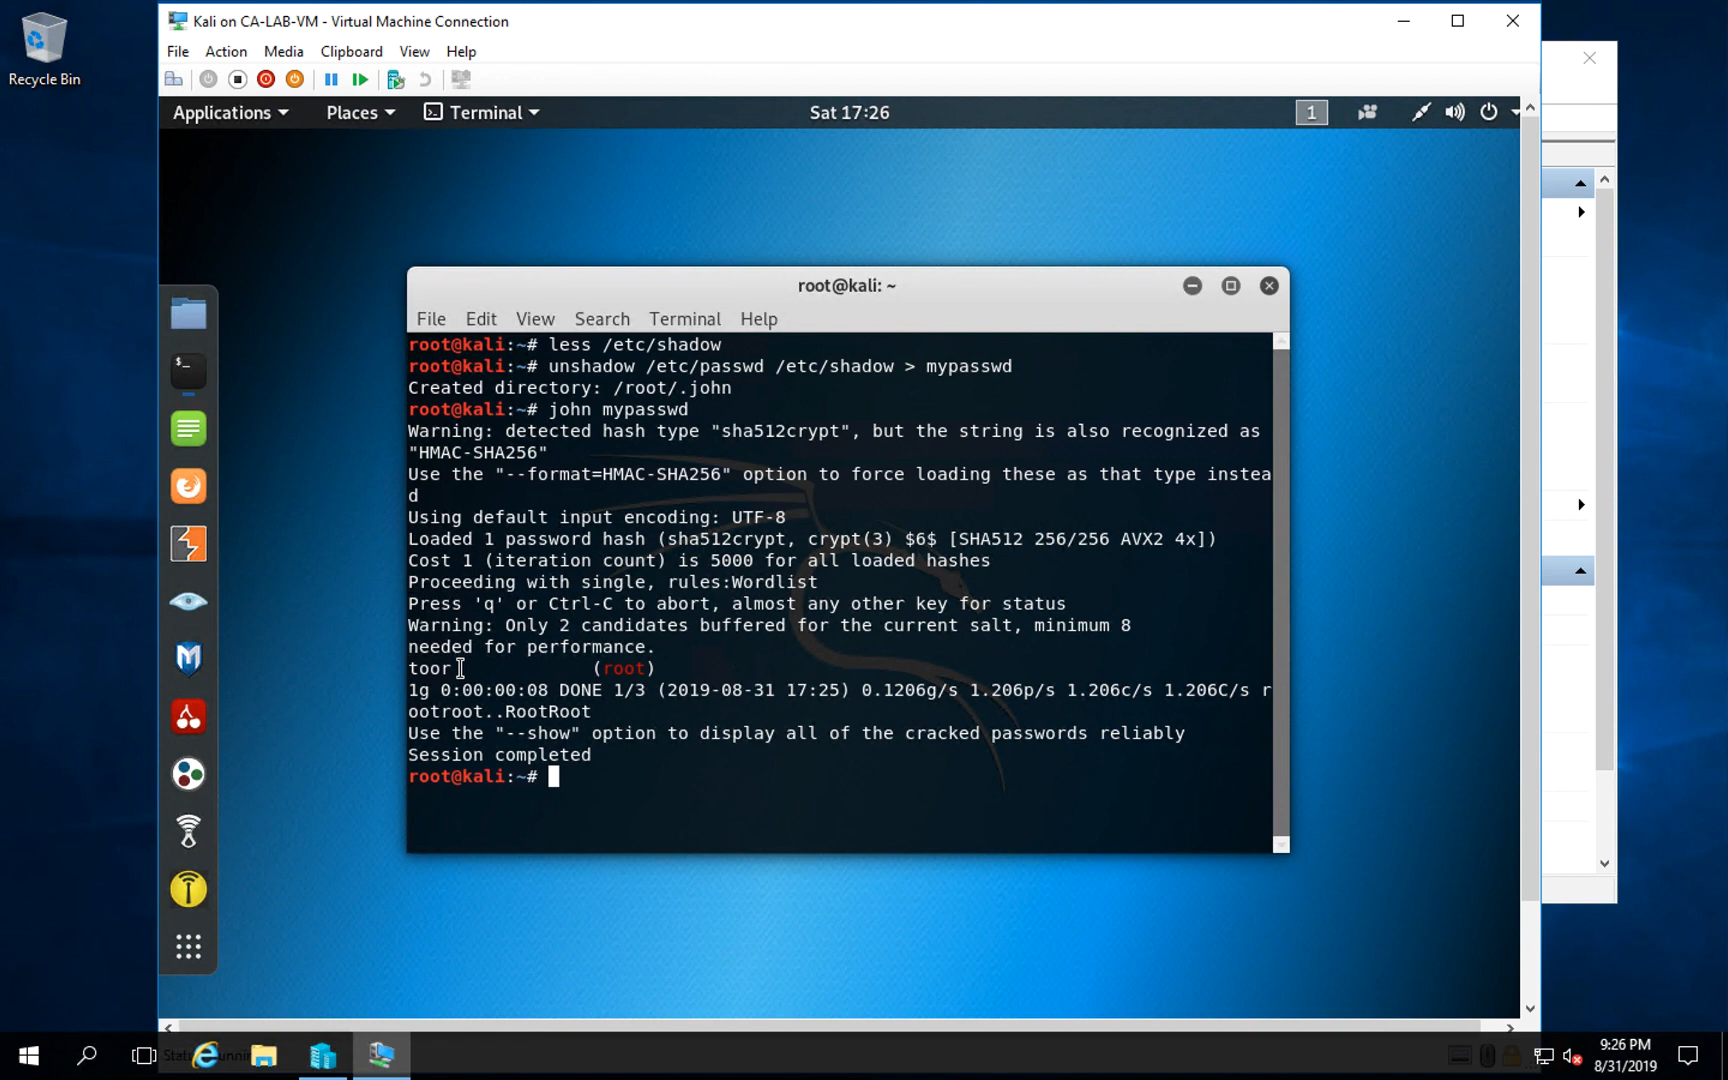 Recycle Bin
Kali on CA-LAB-VM - Virtual Machine Connection
File Action Media Clipboard View Help
Applications Places Terminal Sat 17:26 1
root@kali: ~
File Edit View Search Terminal Help
root@kali:~# less /etc/shadow
root@kali:~# unshadow /etc/passwd /etc/shadow > mypasswd
Created directory: /root/.john
root@kali:~# john mypasswd
Warning: detected hash type "sha512crypt", but the string is also recognized as
"HMAC-SHA256"
Use the "--format=HMAC-SHA256" option to force loading these as that type instea
d
Using default input encoding: UTF-8
Loaded 1 password hash (sha512crypt, crypt(3) $6$ [SHA512 256/256 AVX2 4x])
Cost 1 (iteration count) is 5000 for all loaded hashes
Proceeding with single, rules:Wordlist
Press 'q' or Ctrl-C to abort, almost any other key for status
Warning: Only 2 candidates buffered for the current salt, minimum 8
needed for performance.
toor (root)
1g 0:00:00:08 DONE 1/3 (2019-08-31 17:25) 0.1206g/s 1.206p/s 1.206c/s 1.206C/s r
ootroot..RootRoot
Use the "--show" option to display all of the cracked passwords reliably
Session completed
root@kali:~#
9:26 PM
8/31/2019